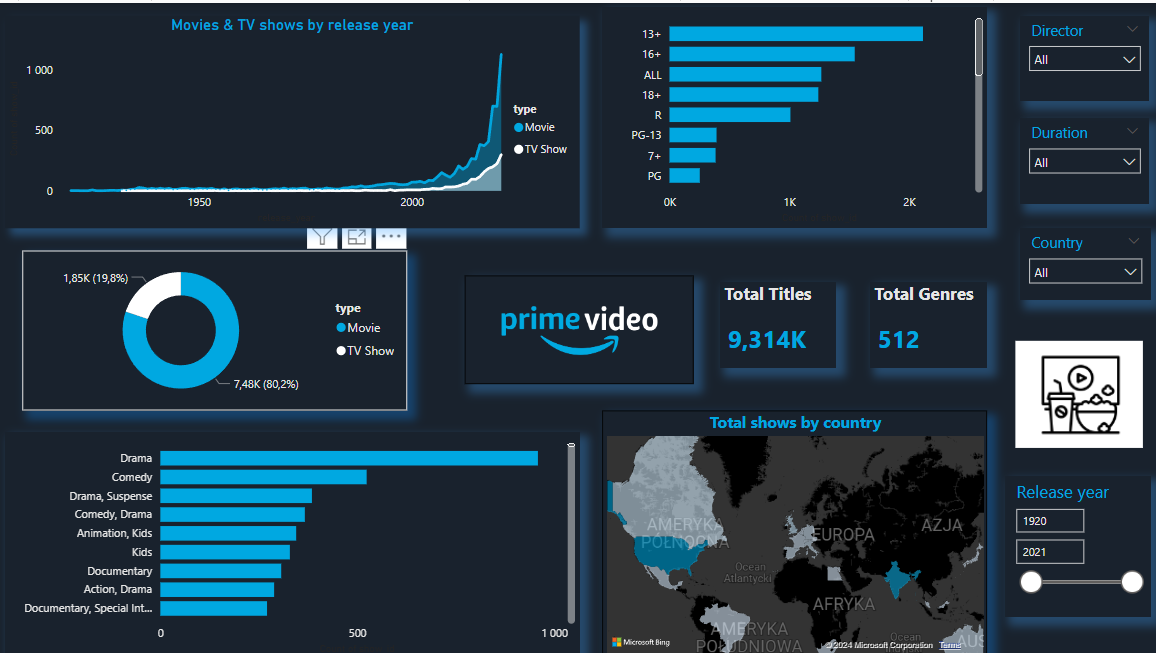 Movies & TV shows by release year
1 000
500
0
1950
2000
type
Movie
TV Show
13+
16+
ALL
18+
R
PG-13
7+
PG
0K
1K
2K
Director
All
Duration
All
Country
All
1,85K (19,8%)
7,48K (80,2%)
type
Movie
TV Show
prime video
Total Titles
9,314K
Total Genres
512
Drama
Comedy
Drama, Suspense
Comedy, Drama
Animation, Kids
Kids
Documentary
Action, Drama
Documentary, Special Int...
0
500
1 000
Total shows by country
AMERYKA
PÓŁNOCNA
EUROPA
AZJA
Ocean
Atlantycki
AFRYKA
AMERYKA
POŁUDNIOWA
Ocean
AUS
Microsoft Bing
© 2024 Microsoft Corporation
Terms
Release year
1920
2021